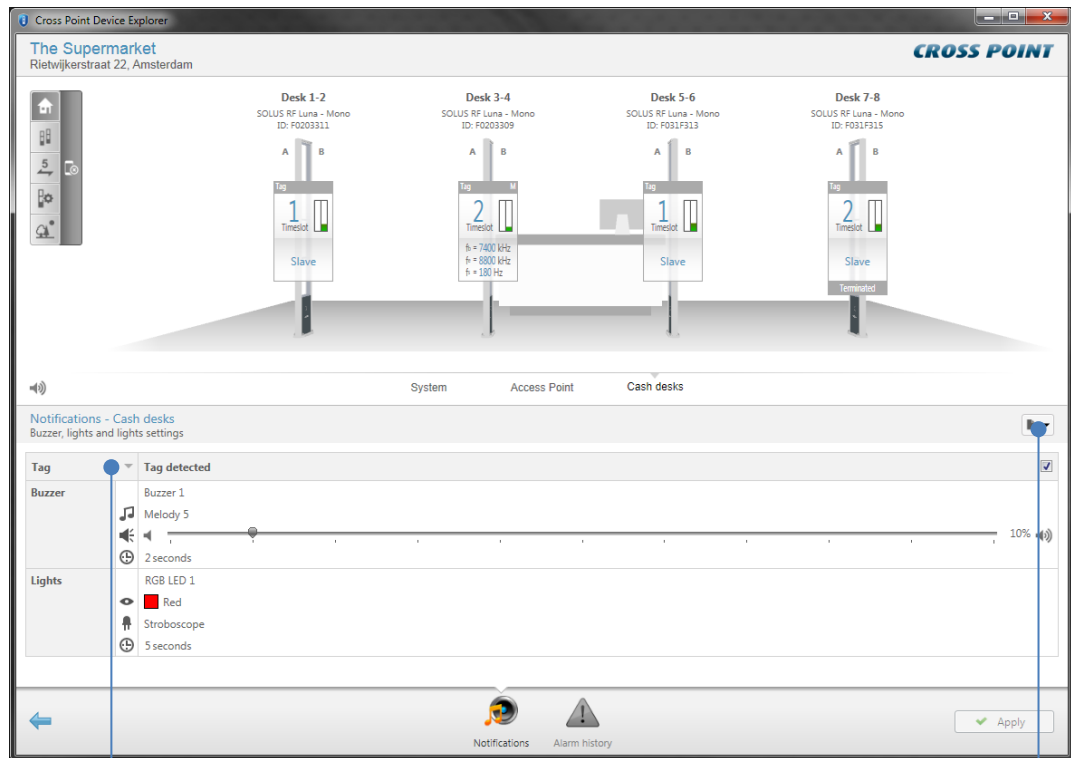 Cross Point Device Explorer
The Supermarket
Rietwijkerstraat 22, Amsterdam
CROSS POINT
Desk 1-2
SOLUS RF Luna - Mono
ID: F0203311
A B
Tag
1
Timeslot
Slave
Desk 3-4
SOLUS RF Luna - Mono
ID: F0203309
A B
Tag M
2
Timeslot
f₀ = 7400 kHz
f₁ = 8800 kHz
fₜ = 180 Hz
Desk 5-6
SOLUS RF Luna - Mono
ID: F031F313
A B
Tag
1
Timeslot
Slave
Desk 7-8
SOLUS RF Luna - Mono
ID: F031F315
A B
Tag
2
Timeslot
Slave
Terminated
5
System Access Point Cash desks
Notifications - Cash desks
Buzzer, lights and lights settings
Tag Tag detected
Buzzer Buzzer 1
Melody 5
10%
2 seconds
Lights RGB LED 1
Red
Stroboscope
5 seconds
Notifications Alarm history
Apply